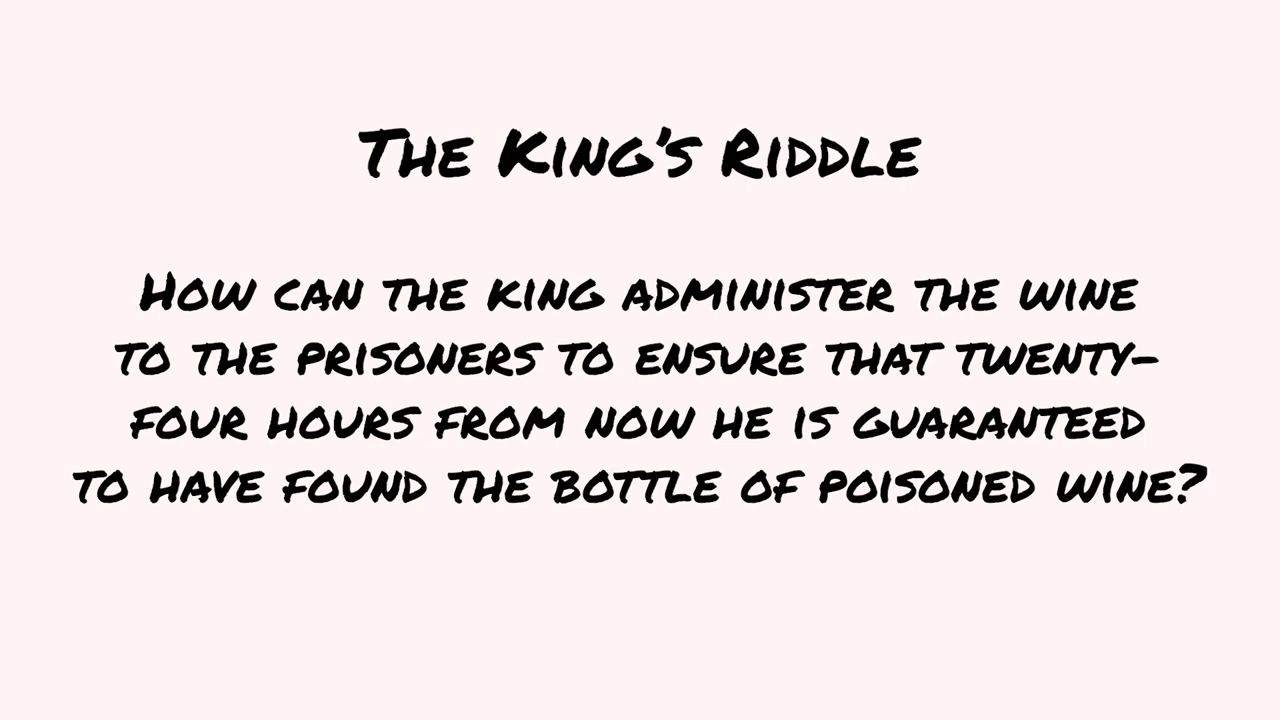 The King's Riddle
How can the king administer the wine
to the prisoners to ensure that twenty-
four hours from now he is guaranteed
to have found the bottle of poisoned wine?